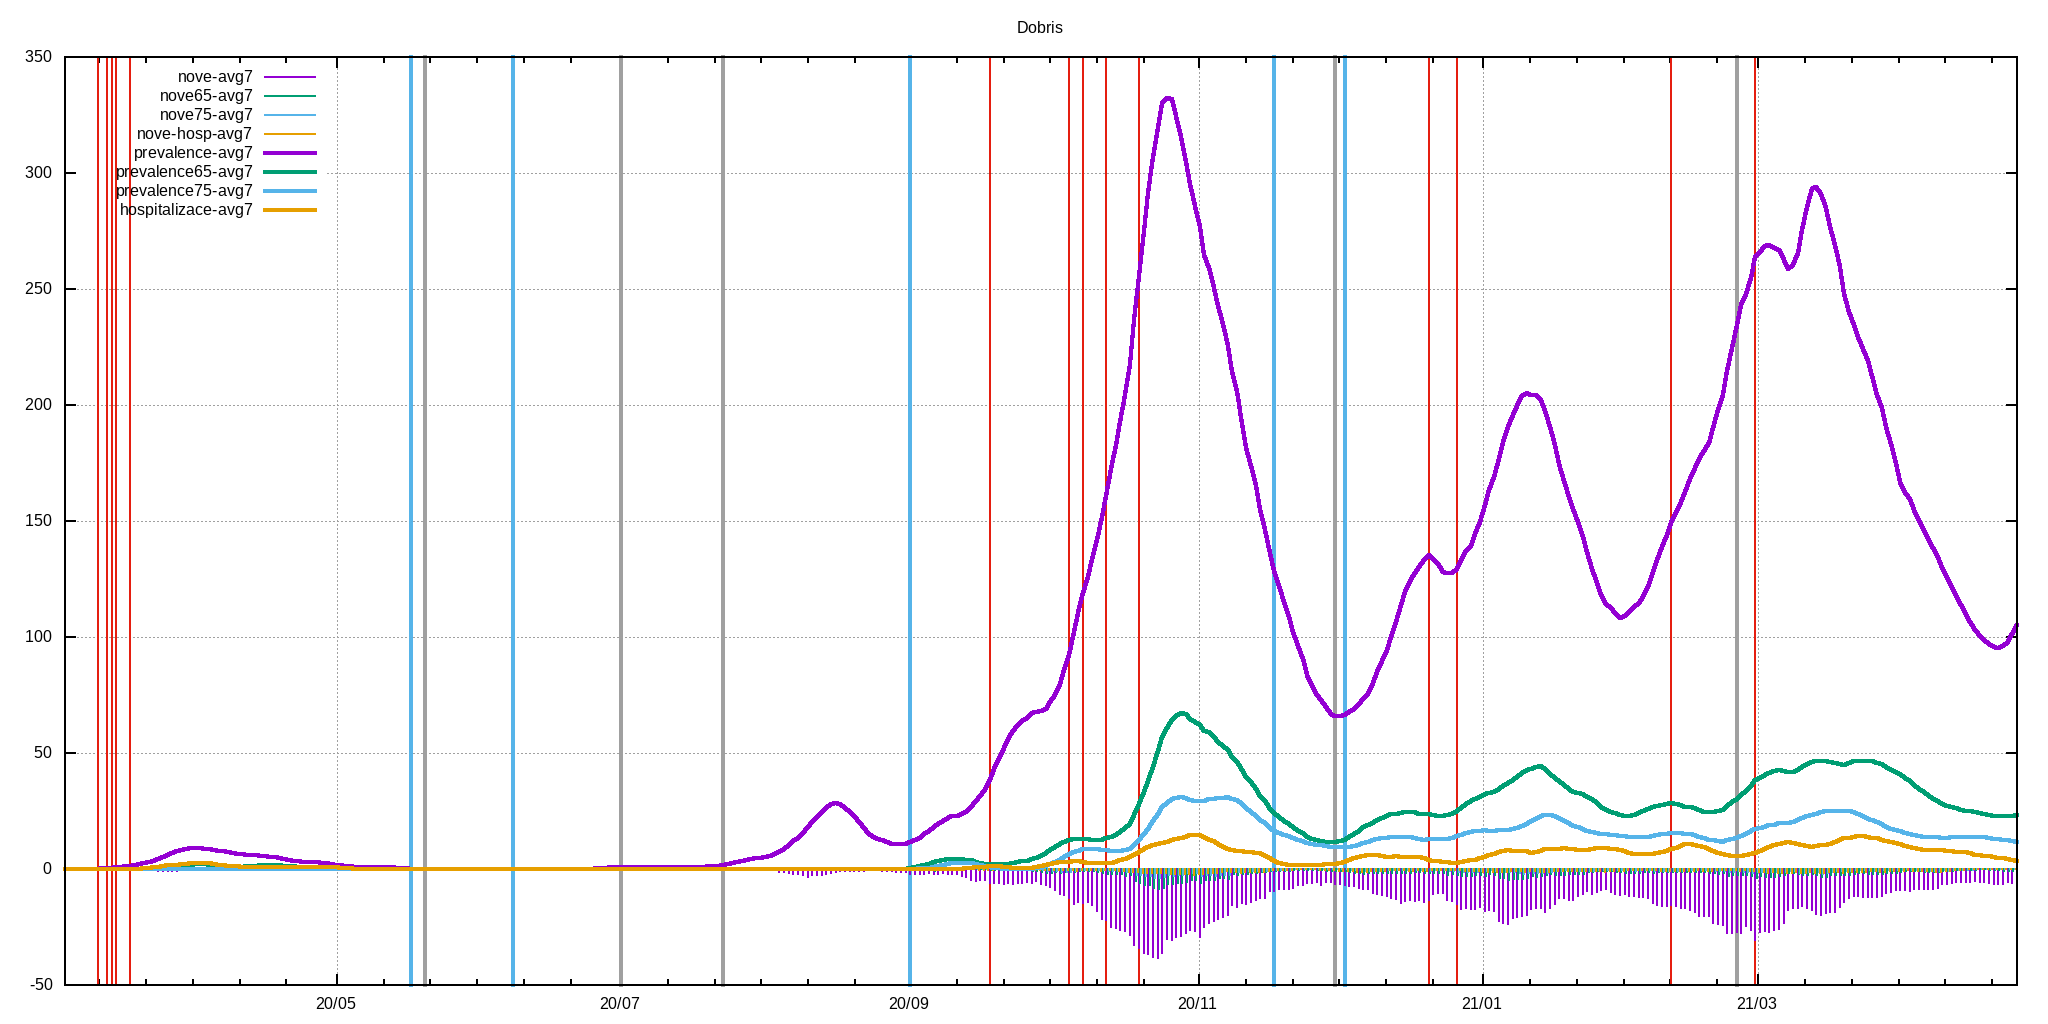 Dobris
350
300
250
200
150
100
50
0
-50
nove-avg7
nove65-avg7
nove75-avg7
nove-hosp-avg7
prevalence-avg7
prevalence65-avg7
prevalence75-avg7
hospitalizace-avg7
20/05
20/07
20/09
20/11
21/01
21/03